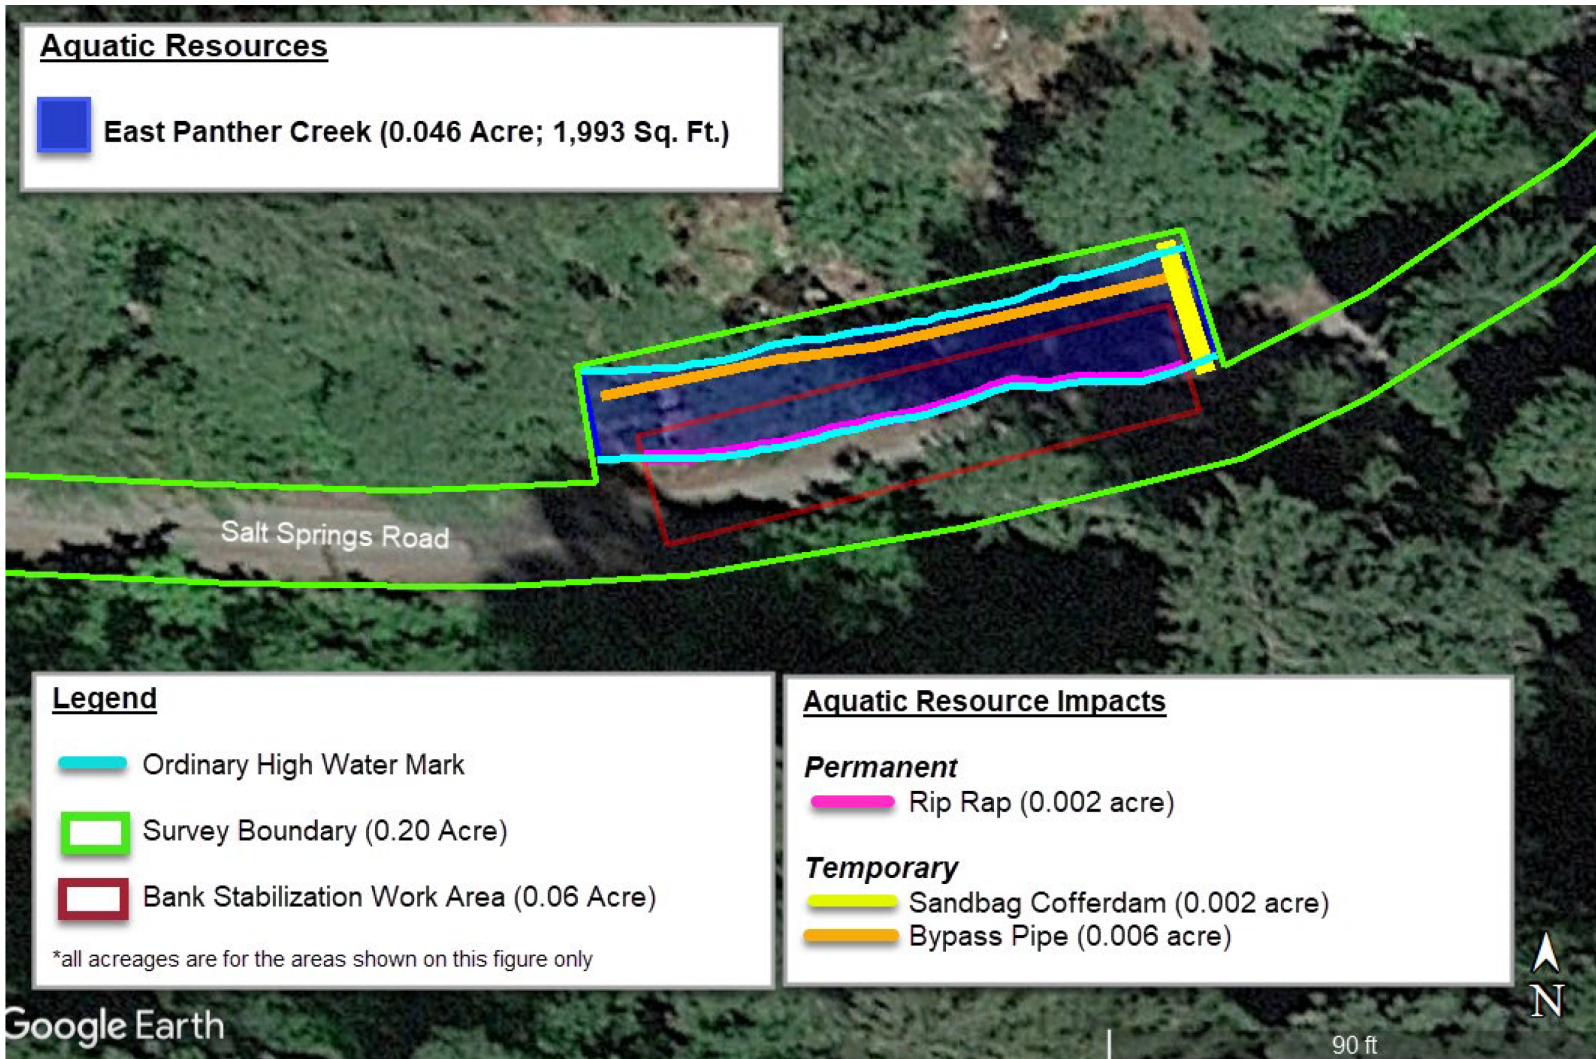 Aquatic Resources
East Panther Creek (0.046 Acre; 1,993 Sq. Ft.)
Salt Springs Road
Legend
Ordinary High Water Mark
Survey Boundary (0.20 Acre)
Bank Stabilization Work Area (0.06 Acre)
*all acreages are for the areas shown on this figure only
Aquatic Resource Impacts
Permanent
Rip Rap (0.002 acre)
Temporary
Sandbag Cofferdam (0.002 acre)
Bypass Pipe (0.006 acre)
N
Google Earth
90 ft